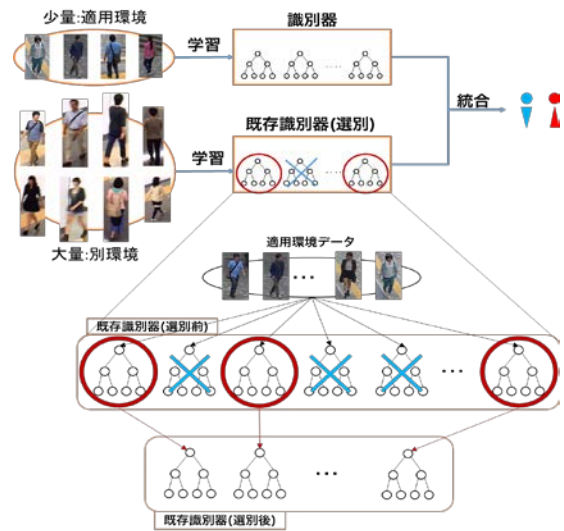 少量:適用環境
識別器
学習
統合
既存識別器(選別)
学習
大量:別環境
適用環境データ
既存識別器(選別前)
既存識別器(選別後)